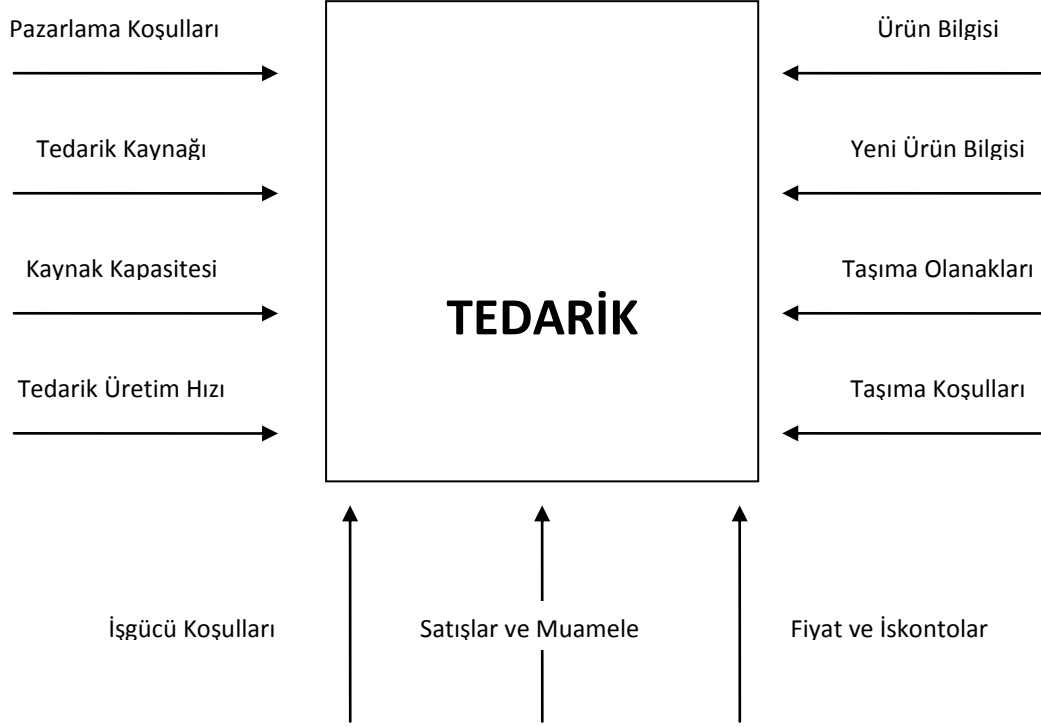 Pazarlama Koşulları
Ürün Bilgisi
Tedarik Kaynağı
Yeni Ürün Bilgisi
Kaynak Kapasitesi
Taşıma Olanakları
TEDARİK
Tedarik Üretim Hızı
Taşıma Koşulları
İşgücü Koşulları
Satışlar ve Muamele
Fiyat ve İskontolar